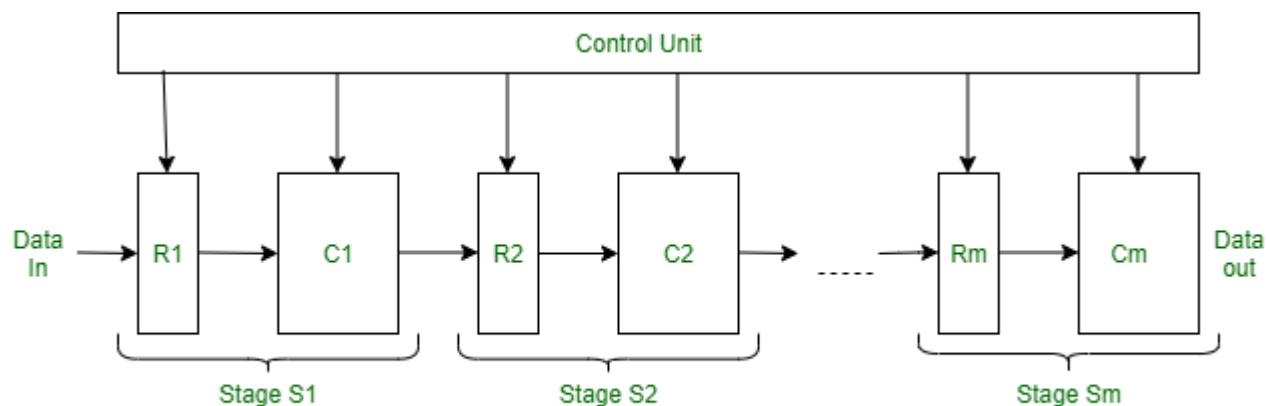 Control Unit
Data
In
R1
C1
R2
C2
Rm
Cm
Data
out
Stage S1
Stage S2
Stage Sm